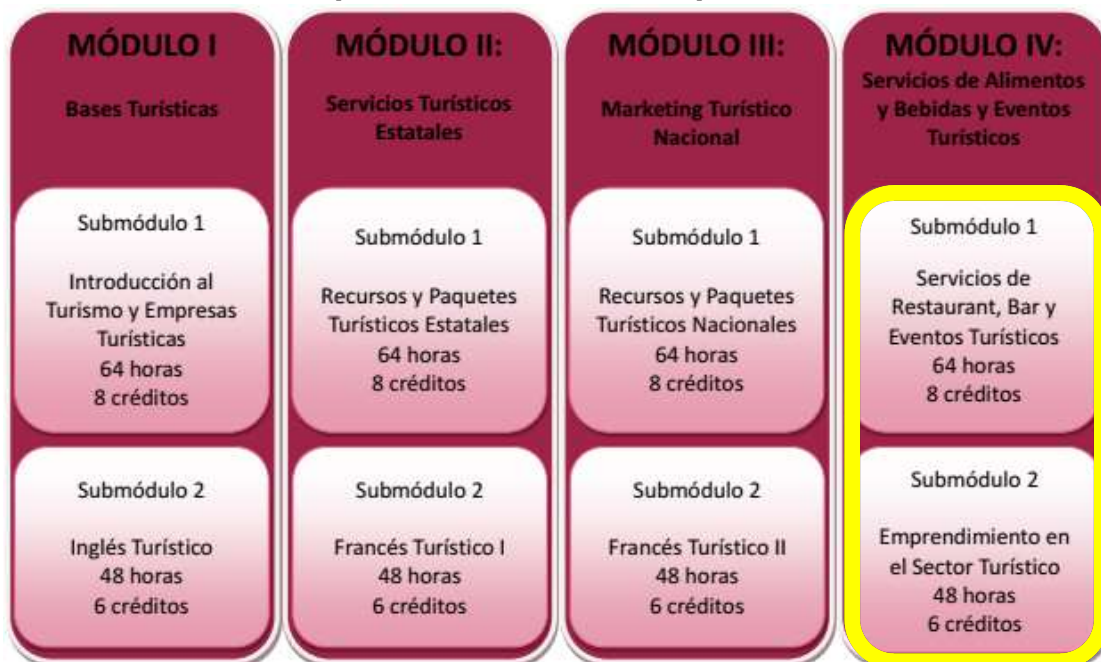 MÓDULO I
Bases Turísticas
Submódulo 1
Introducción al
Turismo y Empresas
Turísticas
64 horas
8 créditos
Submódulo 2
Inglés Turístico
48 horas
6 créditos
MÓDULO II:
Servicios Turísticos
Estatales
Submódulo 1
Recursos y Paquetes
Turísticos Estatales
64 horas
8 créditos
Submódulo 2
Francés Turístico I
48 horas
6 créditos
MÓDULO III:
Marketing Turístico
Nacional
Submódulo 1
Recursos y Paquetes
Turísticos Nacionales
64 horas
8 créditos
Submódulo 2
Francés Turístico II
48 horas
6 créditos
MÓDULO IV:
Servicios de Alimentos
y Bebidas y Eventos
Turísticos
Submódulo 1
Servicios de
Restaurant, Bar y
Eventos Turísticos
64 horas
8 créditos
Submódulo 2
Emprendimiento en
el Sector Turístico
48 horas
6 créditos